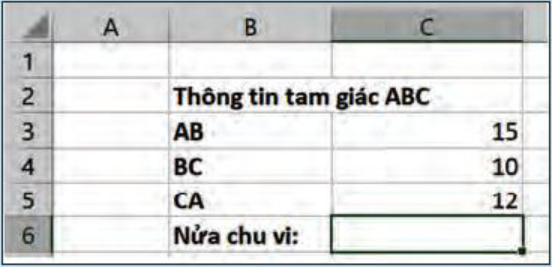 A B C
1
2 Thông tin tam giác ABC
3 AB 15
4 BC 10
5 CA 12
6 Nửa chu vi: